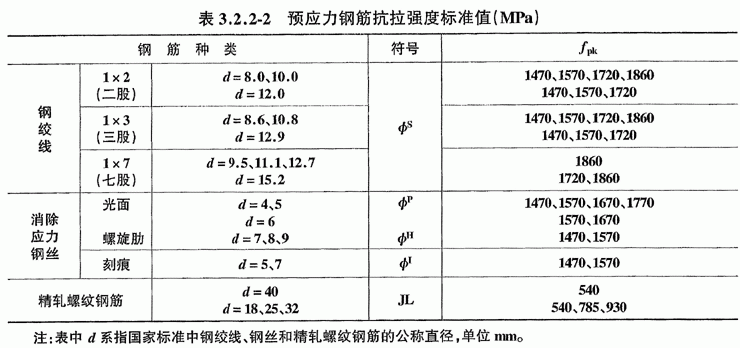 表 3.2.2-2 预应力钢筋抗拉强度标准值(MPa)
钢 筋 种 类 符号 fpk
钢绞线 1×2 (二股) d=8.0、10.0 1470、1570、1720、1860
d=12.0 1470、1570、1720
1×3 (三股) d=8.6、10.8 ϕS 1470、1570、1720、1860
d=12.9 1470、1570、1720
1×7 (七股) d=9.5、11.1、12.7 1860
d=15.2 1720、1860
消除应力钢丝 光面 d=4、5 ϕP 1470、1570、1670、1770
d=6 1570、1670
螺旋肋 d=7、8、9 ϕH 1470、1570
刻痕 d=5、7 ϕI 1470、1570
精轧螺纹钢筋 d=40 JL 540
d=18、25、32 540、785、930
注:表中 d 系指国家标准中钢绞线、钢丝和精轧螺纹钢筋的公称直径,单位 mm。